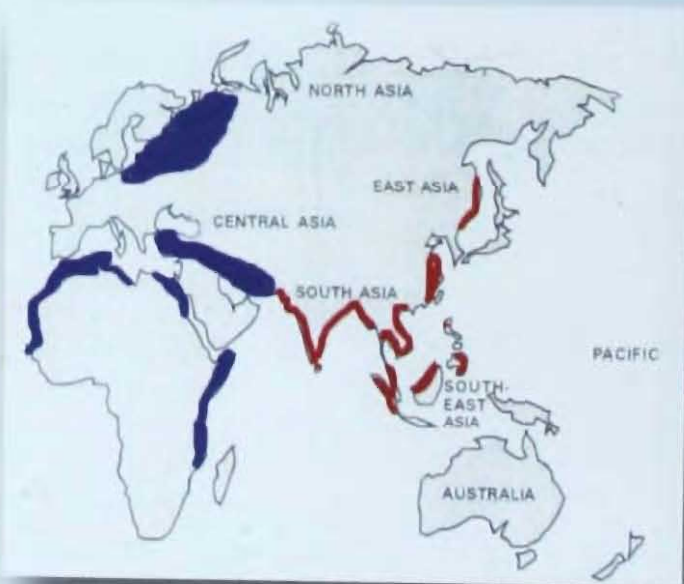 NORTH ASIA
EAST ASIA
CENTRAL ASIA
SOUTH ASIA
PACIFIC
SOUTH-
EAST
ASIA
AUSTRALIA